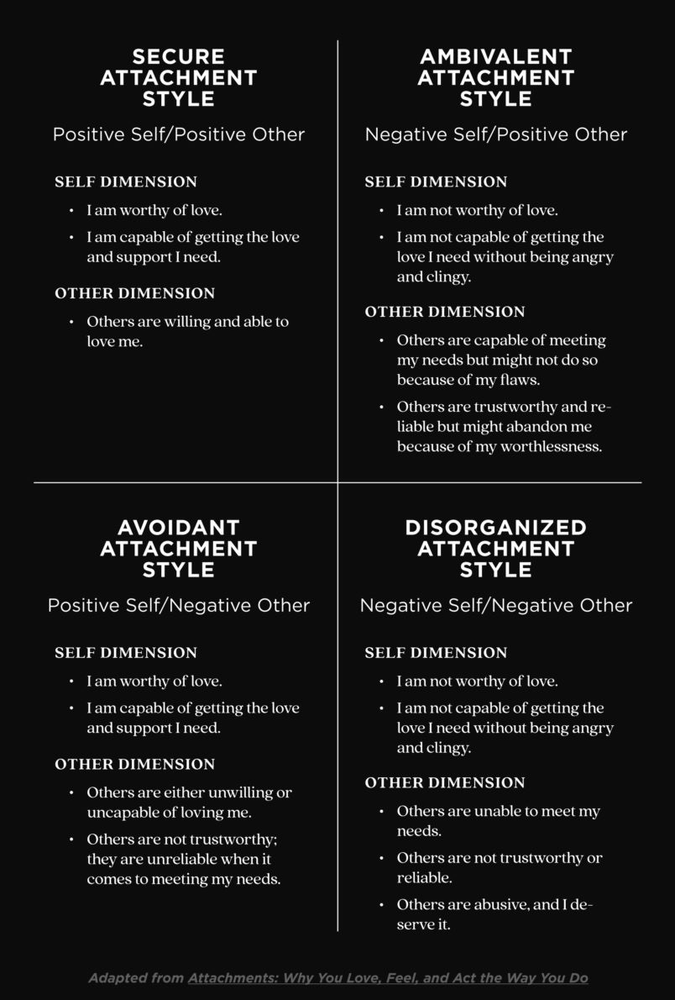 SECURE
ATTACHMENT
STYLE
Positive Self/Positive Other
SELF DIMENSION
• I am worthy of love.
• I am capable of getting the love
and support I need.
OTHER DIMENSION
• Others are willing and able to
love me.
AMBIVALENT
ATTACHMENT
STYLE
Negative Self/Positive Other
SELF DIMENSION
• I am not worthy of love.
• I am not capable of getting the
love I need without being angry
and clingy.
OTHER DIMENSION
• Others are capable of meeting
my needs but might not do so
because of my flaws.
• Others are trustworthy and re-
liable but might abandon me
because of my worthlessness.
AVOIDANT
ATTACHMENT
STYLE
Positive Self/Negative Other
SELF DIMENSION
• I am worthy of love.
• I am capable of getting the love
and support I need.
OTHER DIMENSION
• Others are either unwilling or
uncapable of loving me.
• Others are not trustworthy;
they are unreliable when it
comes to meeting my needs.
DISORGANIZED
ATTACHMENT
STYLE
Negative Self/Negative Other
SELF DIMENSION
• I am not worthy of love.
• I am not capable of getting the
love I need without being angry
and clingy.
OTHER DIMENSION
• Others are unable to meet my
needs.
• Others are not trustworthy or
reliable.
• Others are abusive, and I de-
serve it.
Adapted from Attachments: Why You Love, Feel, and Act the Way You Do